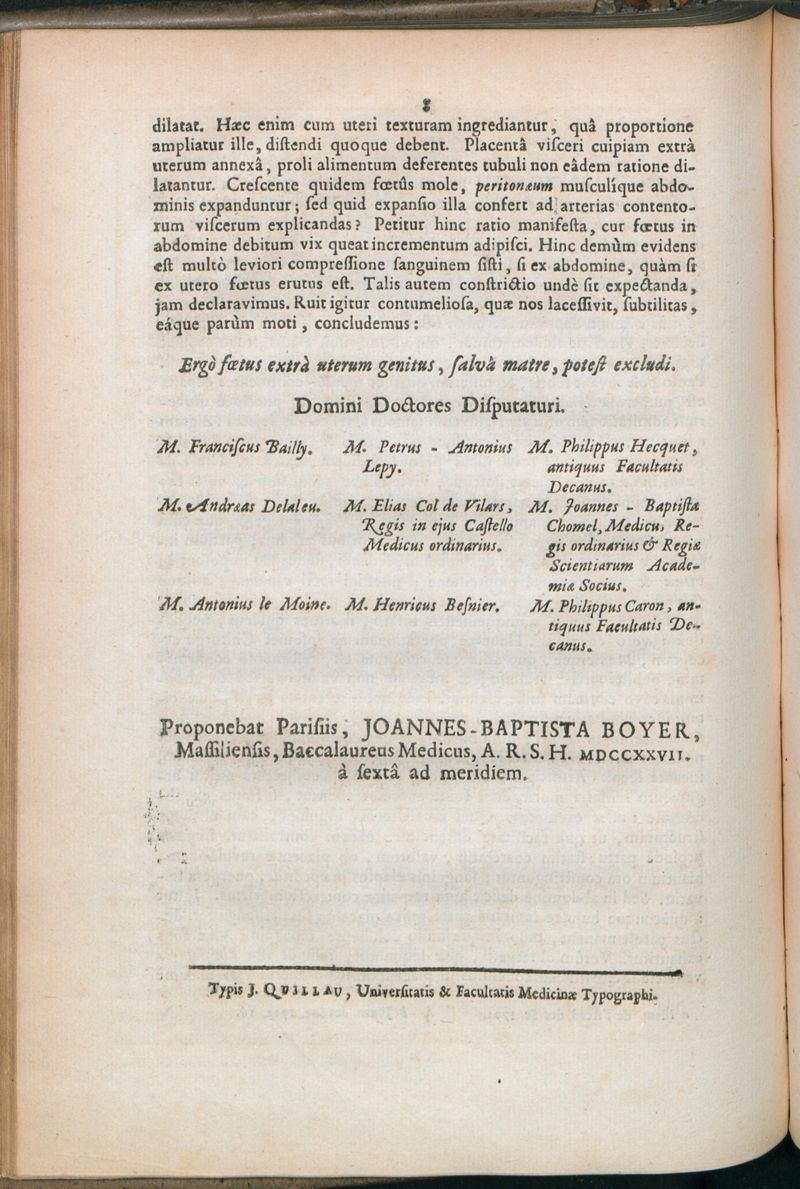 8
dilatat. Hæc enim cum uteri texturam ingrediantur, quâ proportione
ampliatur ille, diſtendi quoque debent. Placentâ viſceri cuipiam extrà
uterum annexâ, proli alimentum deferentes tubuli non eâdem ratione di-
latantur. Creſcente quidem fœtûs mole, peritonæum muſculique abdo-
minis expanduntur; ſed quid expanſio illa confert ad arterias contento-
rum viſcerum explicandas? Petitur hinc ratio manifeſta, cur fœtus in
abdomine debitum vix queat incrementum adipiſci. Hinc demùm evidens
eſt multò leviori compreſſione ſanguinem ſiſti, ſi ex abdomine, quàm ſi
ex utero fœtus erutus eſt. Talis autem conſtrictio undè ſit expectanda,
jam declaravimus. Ruit igitur contumelioſa, quæ nos laceſſivit, ſubtilitas,
eáque parùm moti, concludemus:
Ergò fœtus extrà uterum genitus, ſalvâ matre, poteſt excludi.
Domini Doctores Diſputaturi.
M. Franciſcus Bailly.
M. Petrus - Antonius
Lepy.
M. Philippus Hecquet,
antiquus Facultatis
Decanus.
M. Andræas Delaleu.
M. Elias Col de Vilars,
Regis in ejus Caſtello
Medicus ordinarius.
M. Joannes - Baptiſta
Chomel, Medicus Re-
gis ordinarius & Regiæ
Scientiarum Acade-
miæ Socius.
M. Antonius le Moine.
M. Henricus Beſnier.
M. Philippus Caron, an-
tiquus Facultatis De-
canus.
Proponebat Pariſiis, JOANNES-BAPTISTA BOYER,
Maſſilienſis, Baccalaureus Medicus, A. R. S. H. MDCCXXVII.
à ſextâ ad meridiem.
Typis J. QUILLAU, Univerſitatis & Facultatis Medicinæ Typographi.